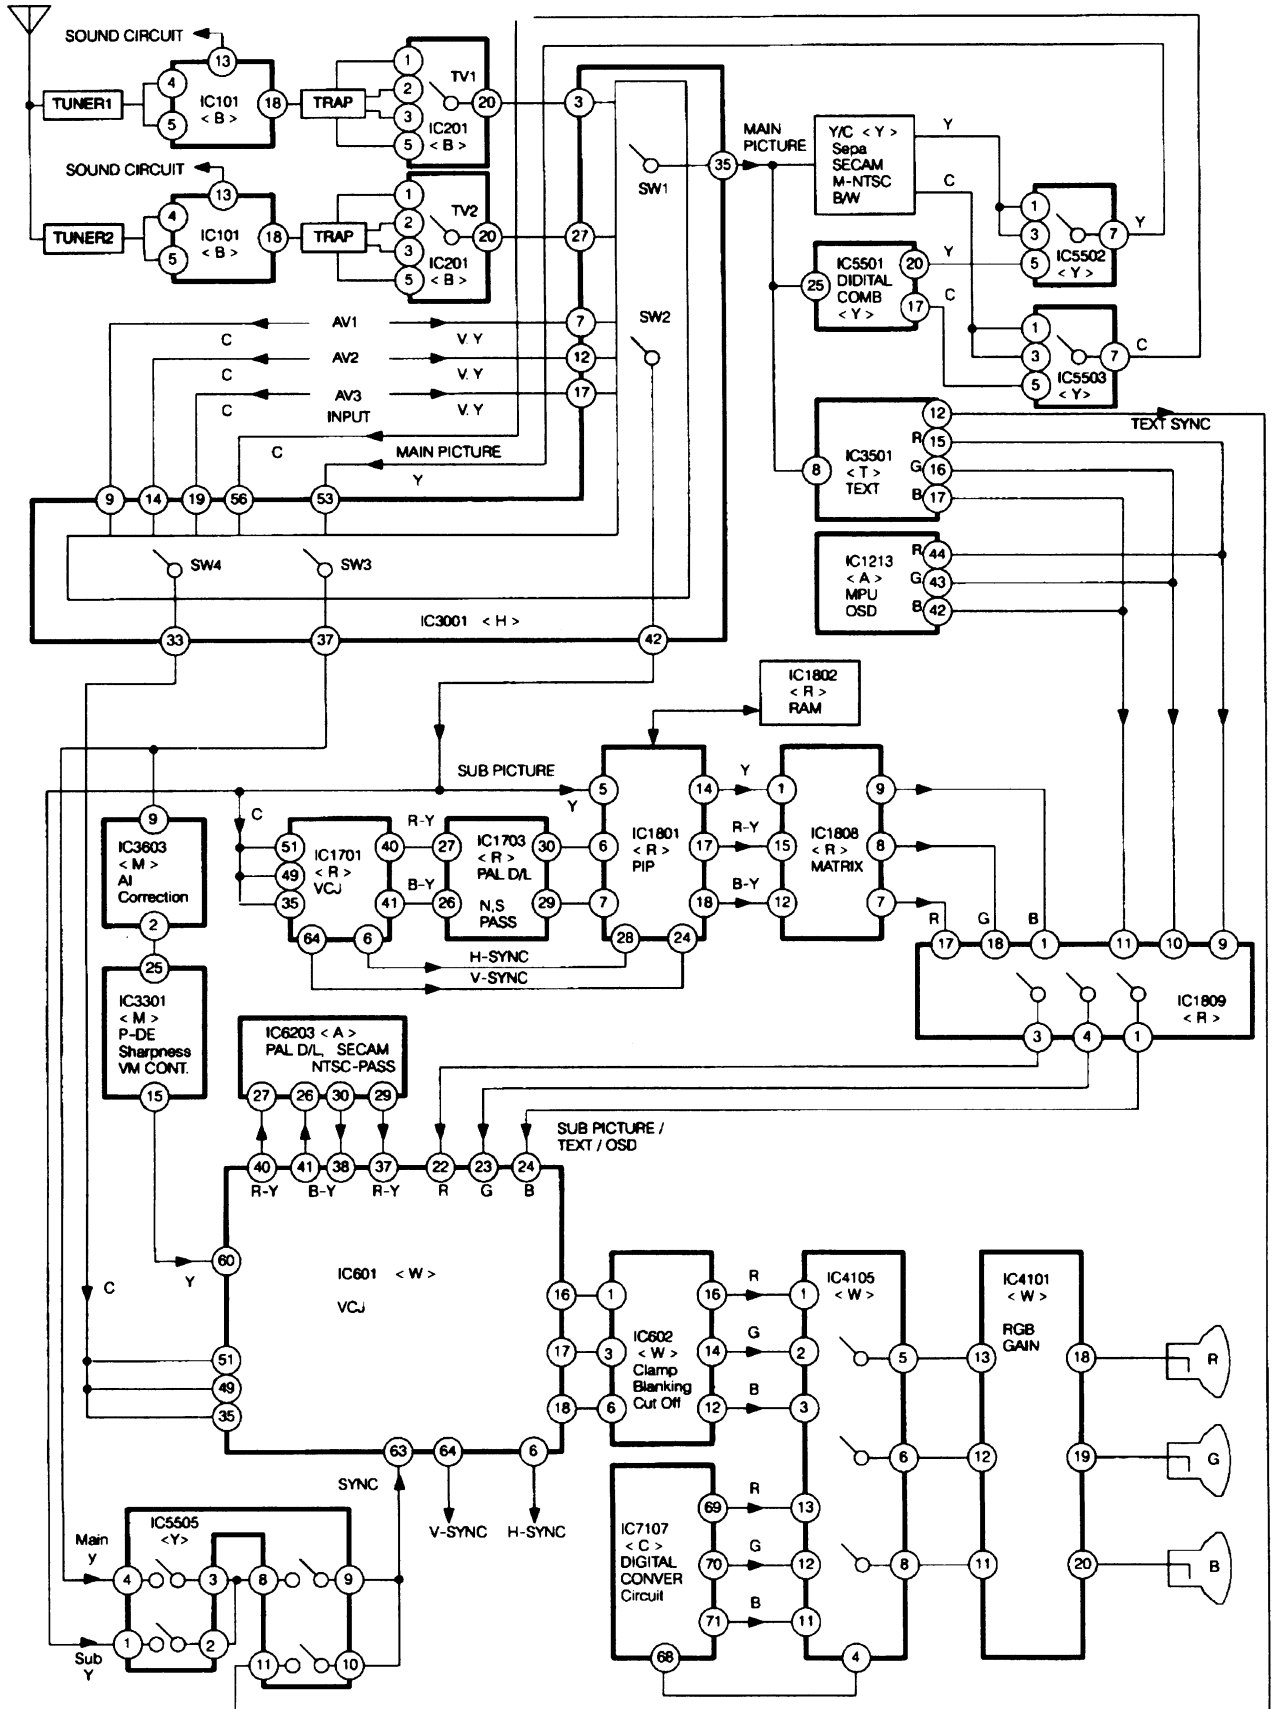 SOUND CIRCUIT
13
TUNER1
4
5
IC101
< B >
18
TRAP
1
2
3
5
TV1
20
IC201
< B >
3
SOUND CIRCUIT
13
TUNER2
4
5
IC101
< B >
18
TRAP
1
2
3
5
TV2
20
IC201
< B >
27
SW1
35
MAIN
PICTURE
Y/C < Y >
Sepa
SECAM
M-NTSC
B/W
Y
C
1
3
5
7
Y
IC5502
< Y >
IC5501
DIDITAL
COMB
< Y >
25
20
17
Y
C
1
3
5
7
C
IC5503
< Y>
AV1
C
V. Y
7
AV2
C
V. Y
12
AV3
INPUT
C
V. Y
17
SW2
C
MAIN PICTURE
Y
9
14
19
56
53
SW4
SW3
IC3001 < H >
33
37
42
8
IC3501
< T >
TEXT
12
R 15
G 16
B 17
TEXT SYNC
IC1213
< A >
MPU
OSD
R 44
G 43
B 42
IC1802
< R >
RAM
SUB PICTURE
Y
C
5
6
7
IC1801
< R >
PIP
14
17
18
28
24
Y
R-Y
B-Y
1
15
12
IC1808
< R >
MATRIX
9
8
7
51
49
35
IC1701
< R >
VCJ
40
41
64
6
R-Y
B-Y
27
26
IC1703
< R >
PAL D/L
N,S
PASS
30
29
H-SYNC
V-SYNC
9
IC3603
< M >
AI
Correction
2
25
IC3301
< M >
P-DE
Sharpness
VM CONT.
15
R
G
B
17
18
1
11
10
9
IC1809
< R >
3
4
1
IC6203 < A >
PAL D/L, SECAM
NTSC-PASS
27
26
30
29
SUB PICTURE /
TEXT / OSD
40
41
38
37
22
23
24
R-Y
B-Y
R-Y
R
G
B
Y
60
C
IC601 < W >
VCJ
51
49
35
16
17
18
63
64
6
SYNC
V-SYNC
H-SYNC
1
3
6
IC602
< W >
Clamp
Blanking
Cut Off
16
14
12
R
G
B
1
2
3
IC4105
< W >
5
6
8
13
12
11
4
IC4101
< W >
RGB
GAIN
13
12
11
18
19
20
R
G
B
IC7107
< C >
DIGITAL
CONVER
Circuit
69
70
71
68
R
G
B
IC5505
<Y>
Main
y
4
3
8
9
1
2
11
10
Sub
Y